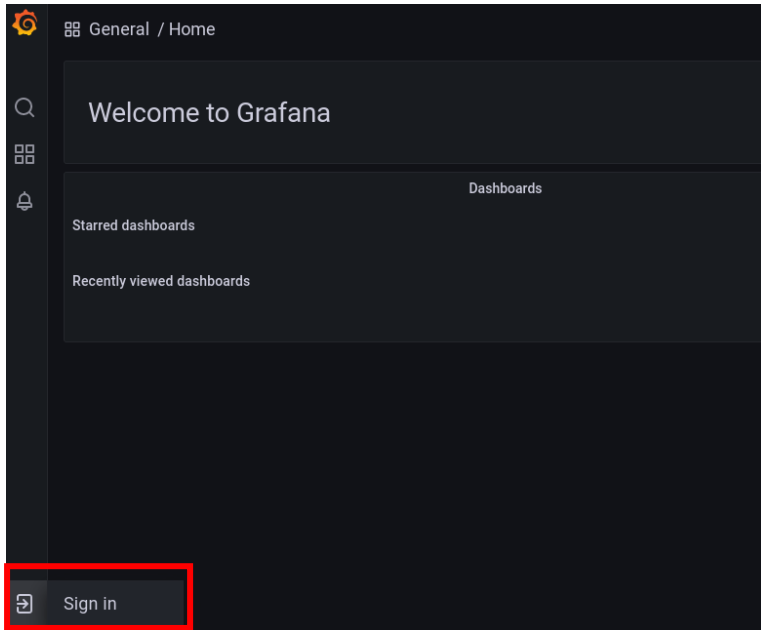 General / Home
Welcome to Grafana
Dashboards
Starred dashboards
Recently viewed dashboards
Sign in